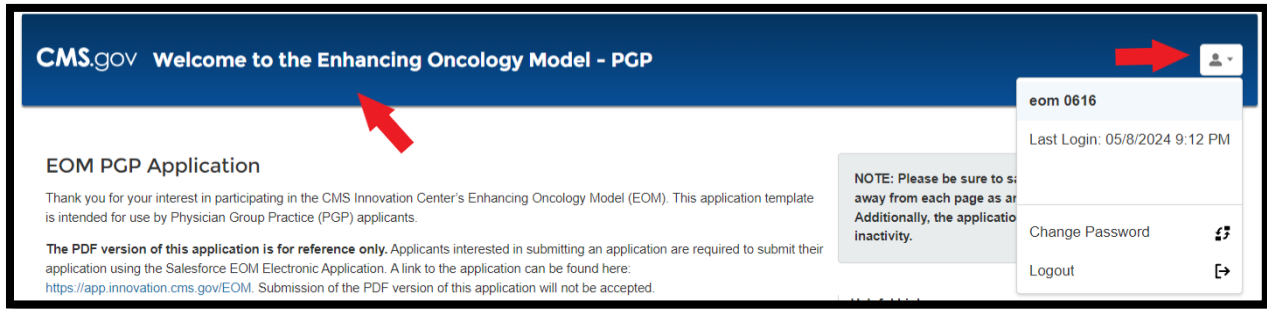 CMS.gov Welcome to the Enhancing Oncology Model - PGP
eom 0616
Last Login: 05/8/2024 9:12 PM
Change Password
Logout
EOM PGP Application
Thank you for your interest in participating in the CMS Innovation Center's Enhancing Oncology Model (EOM). This application template
is intended for use by Physician Group Practice (PGP) applicants.
The PDF version of this application is for reference only. Applicants interested in submitting an application are required to submit their
application using the Salesforce EOM Electronic Application. A link to the application can be found here:
https://app.innovation.cms.gov/EOM. Submission of the PDF version of this application will not be accepted.
NOTE: Please be sure to
away from each page as
Additionally, the applicatio
inactivity.